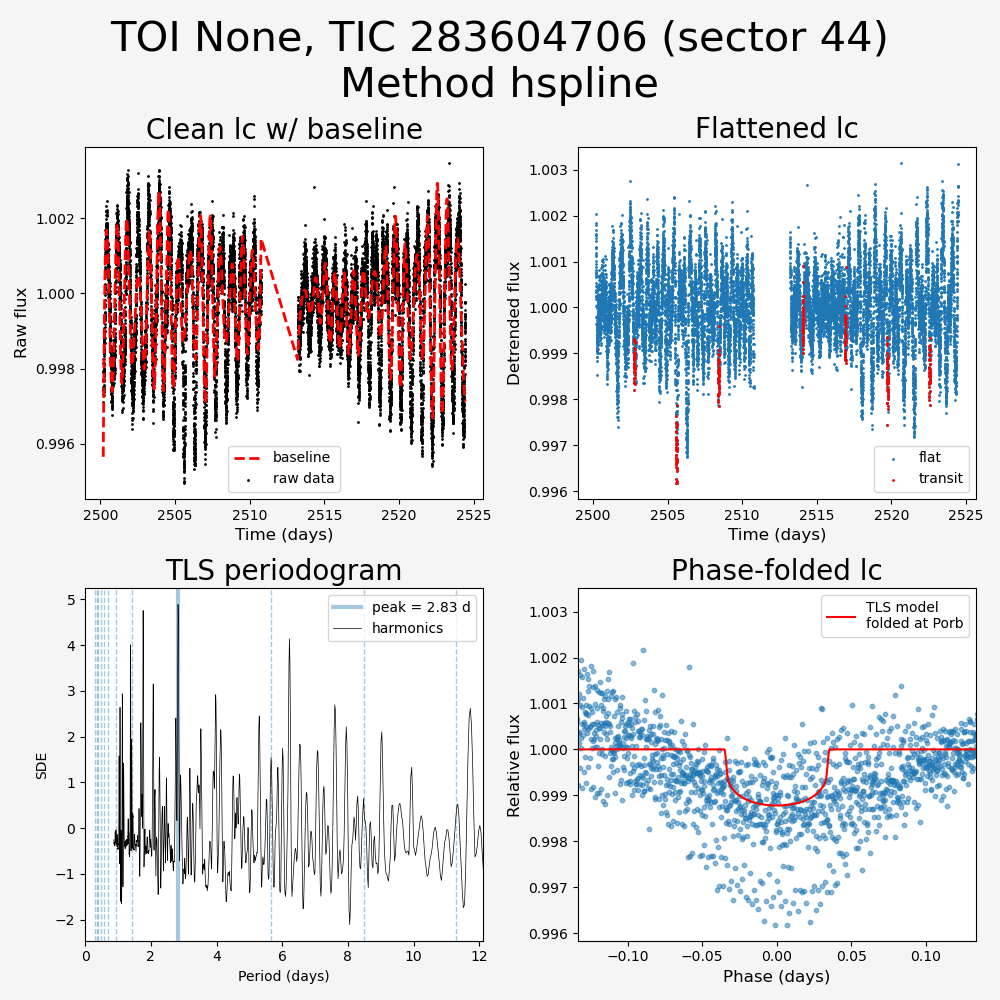 TOI None, TIC 283604706 (sector 44)
Method hspline
Clean lc w/ baseline
Raw flux
1.002
1.000
0.998
0.996
baseline
raw data
2500
2505
2510
2515
2520
2525
Time (days)
Flattened lc
Detrended flux
1.003
1.002
1.001
1.000
0.999
0.998
0.997
0.996
flat
transit
2500
2505
2510
2515
2520
2525
Time (days)
TLS periodogram
SDE
5
4
3
2
1
0
−1
−2
peak = 2.83 d
harmonics
0
2
4
6
8
10
12
Period (days)
Phase-folded lc
Relative flux
1.003
1.002
1.001
1.000
0.999
0.998
0.997
0.996
TLS model
folded at Porb
−0.10
−0.05
0.00
0.05
0.10
Phase (days)